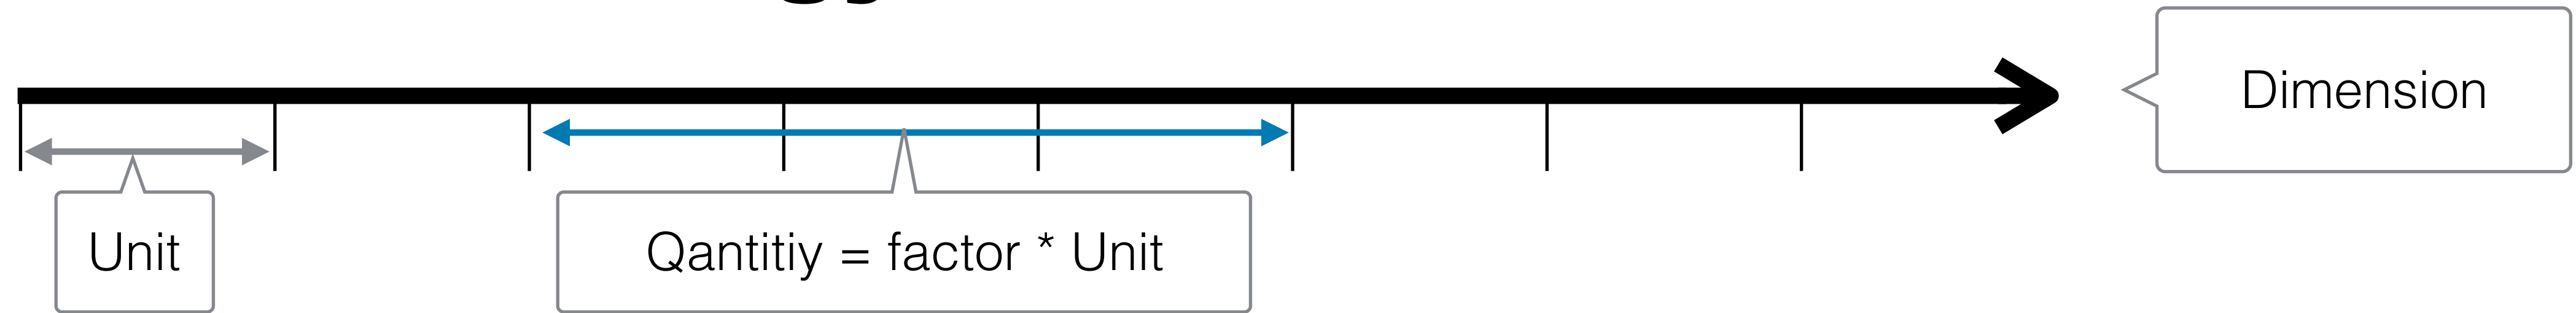 Dimension
Unit
Qantitiy = factor * Unit